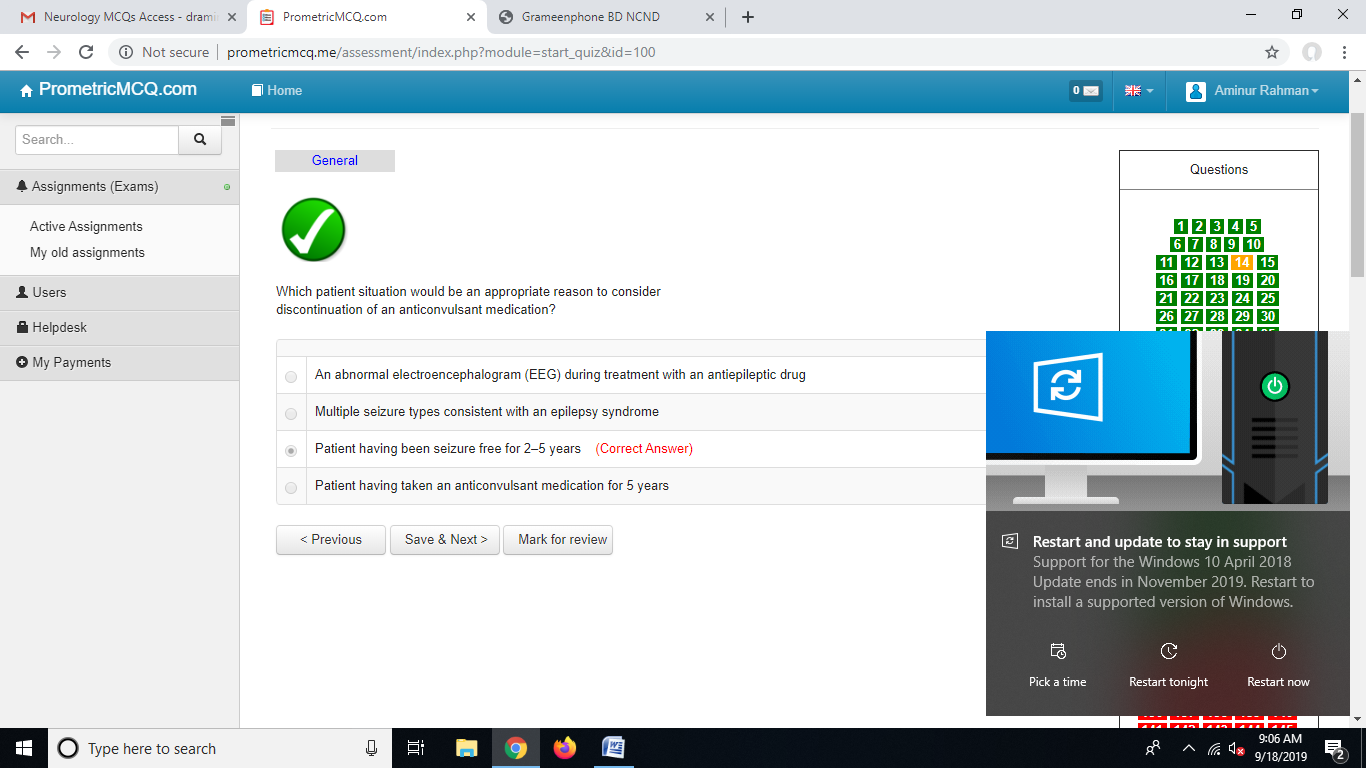 Neurology MCQs Access - drami
PrometricMCQ.com
Grameenphone BD NCND
Not secure | prometricmcq.me/assessment/index.php?module=start_quiz&id=100
PrometricMCQ.com
Home
0
Aminur Rahman
Search...
Assignments (Exams)
Active Assignments
My old assignments
Users
Helpdesk
My Payments
General
Which patient situation would be an appropriate reason to consider
discontinuation of an anticonvulsant medication?
An abnormal electroencephalogram (EEG) during treatment with an antiepileptic drug
Multiple seizure types consistent with an epilepsy syndrome
Patient having been seizure free for 2–5 years (Correct Answer)
Patient having taken an anticonvulsant medication for 5 years
< Previous
Save & Next >
Mark for review
Questions
1 2 3 4 5
6 7 8 9 10
11 12 13 14 15
16 17 18 19 20
21 22 23 24 25
26 27 28 29 30
Restart and update to stay in support
Support for the Windows 10 April 2018
Update ends in November 2019. Restart to
install a supported version of Windows.
Pick a time
Restart tonight
Restart now
Type here to search
9:06 AM
9/18/2019
2